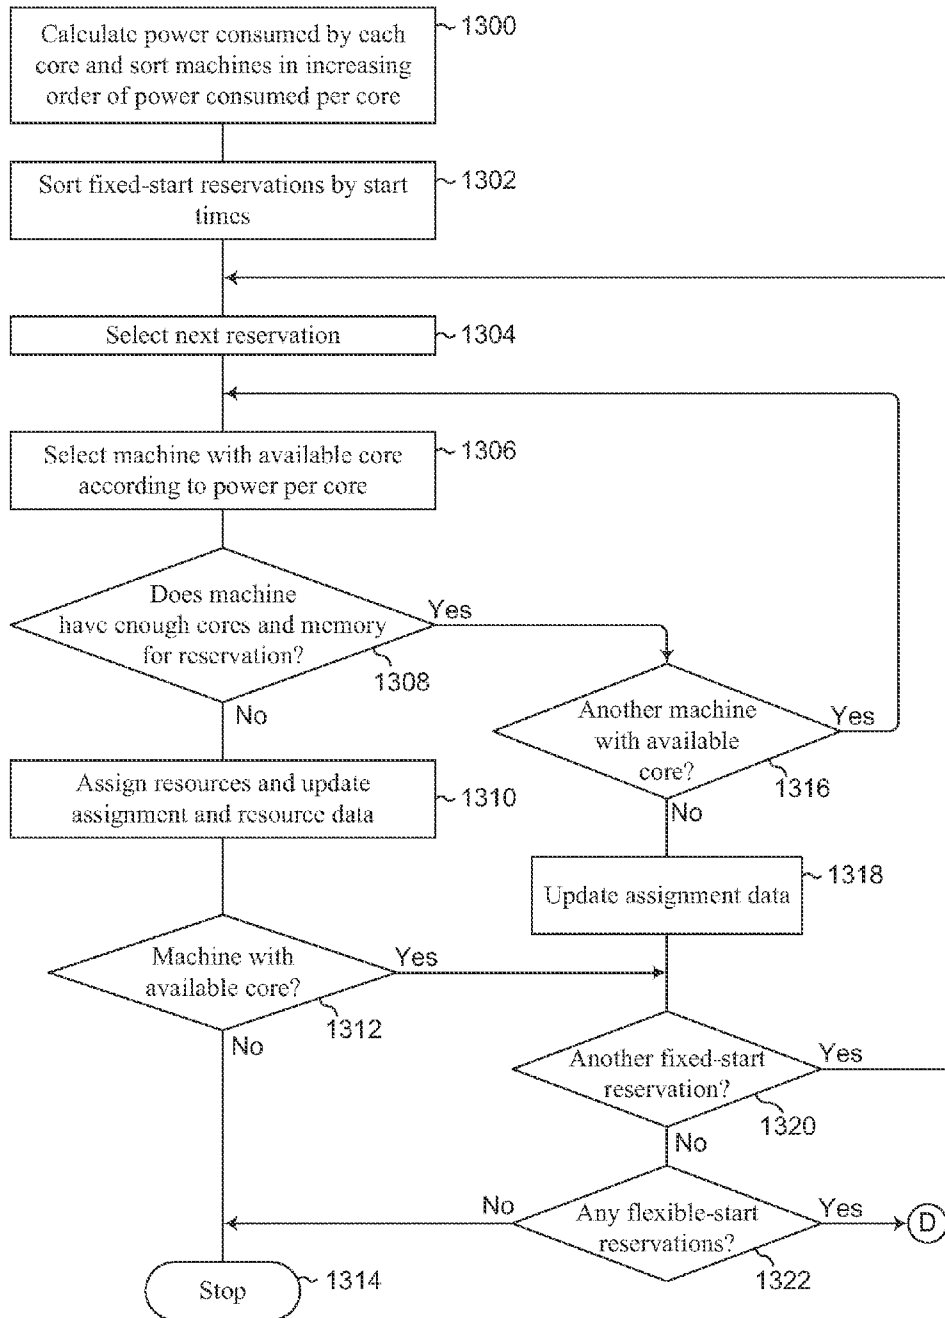 Calculate power consumed by each
core and sort machines in increasing
order of power consumed per core
1300
Sort fixed-start reservations by start
times
1302
Select next reservation
1304
Select machine with available core
according to power per core
1306
Does machine
have enough cores and memory
for reservation?
1308
Yes
No
Another machine
with available
core?
1316
Yes
No
Assign resources and update
assignment and resource data
1310
Update assignment data
1318
Machine with
available core?
1312
Yes
No
Another fixed-start
reservation?
1320
Yes
No
Any flexible-start
reservations?
1322
No
Yes
D
Stop
1314